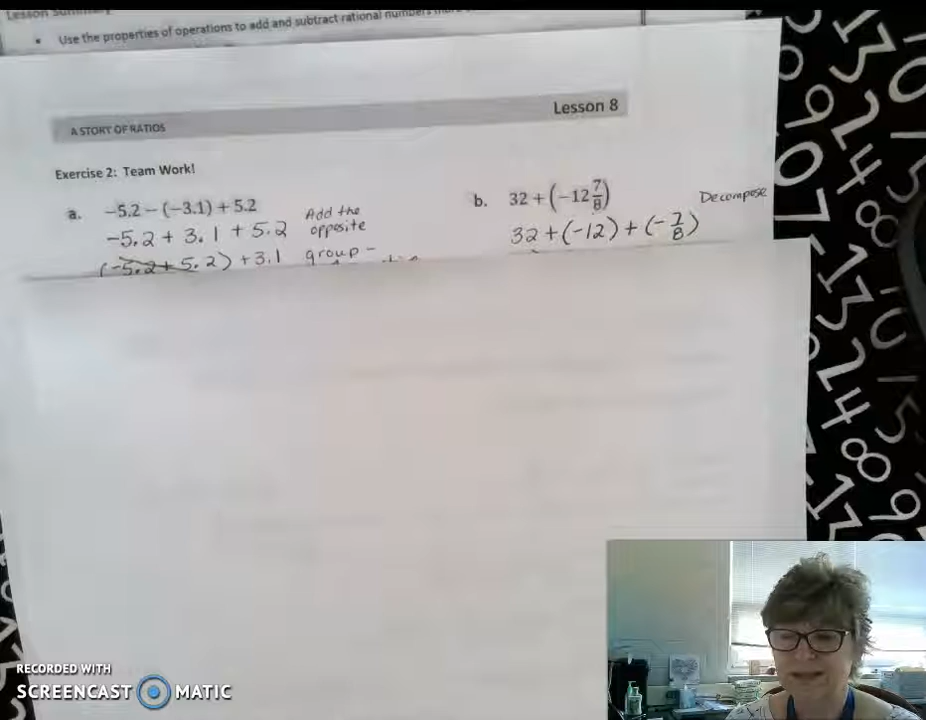 Lesson Summary
• Use the properties of operations to add and subtract rational numbers
A STORY OF RATIOS
Lesson 8
Exercise 2: Team Work!
a. -5.2 - (-3.1) + 5.2
-5.2 + 3.1 + 5.2 Add the opposite
(-5.2 + 5.2) + 3.1 group -
b. 32 + (-12 7/8) Decompose
32 + (-12) + (-7/8)
RECORDED WITH
SCREENCAST MATIC